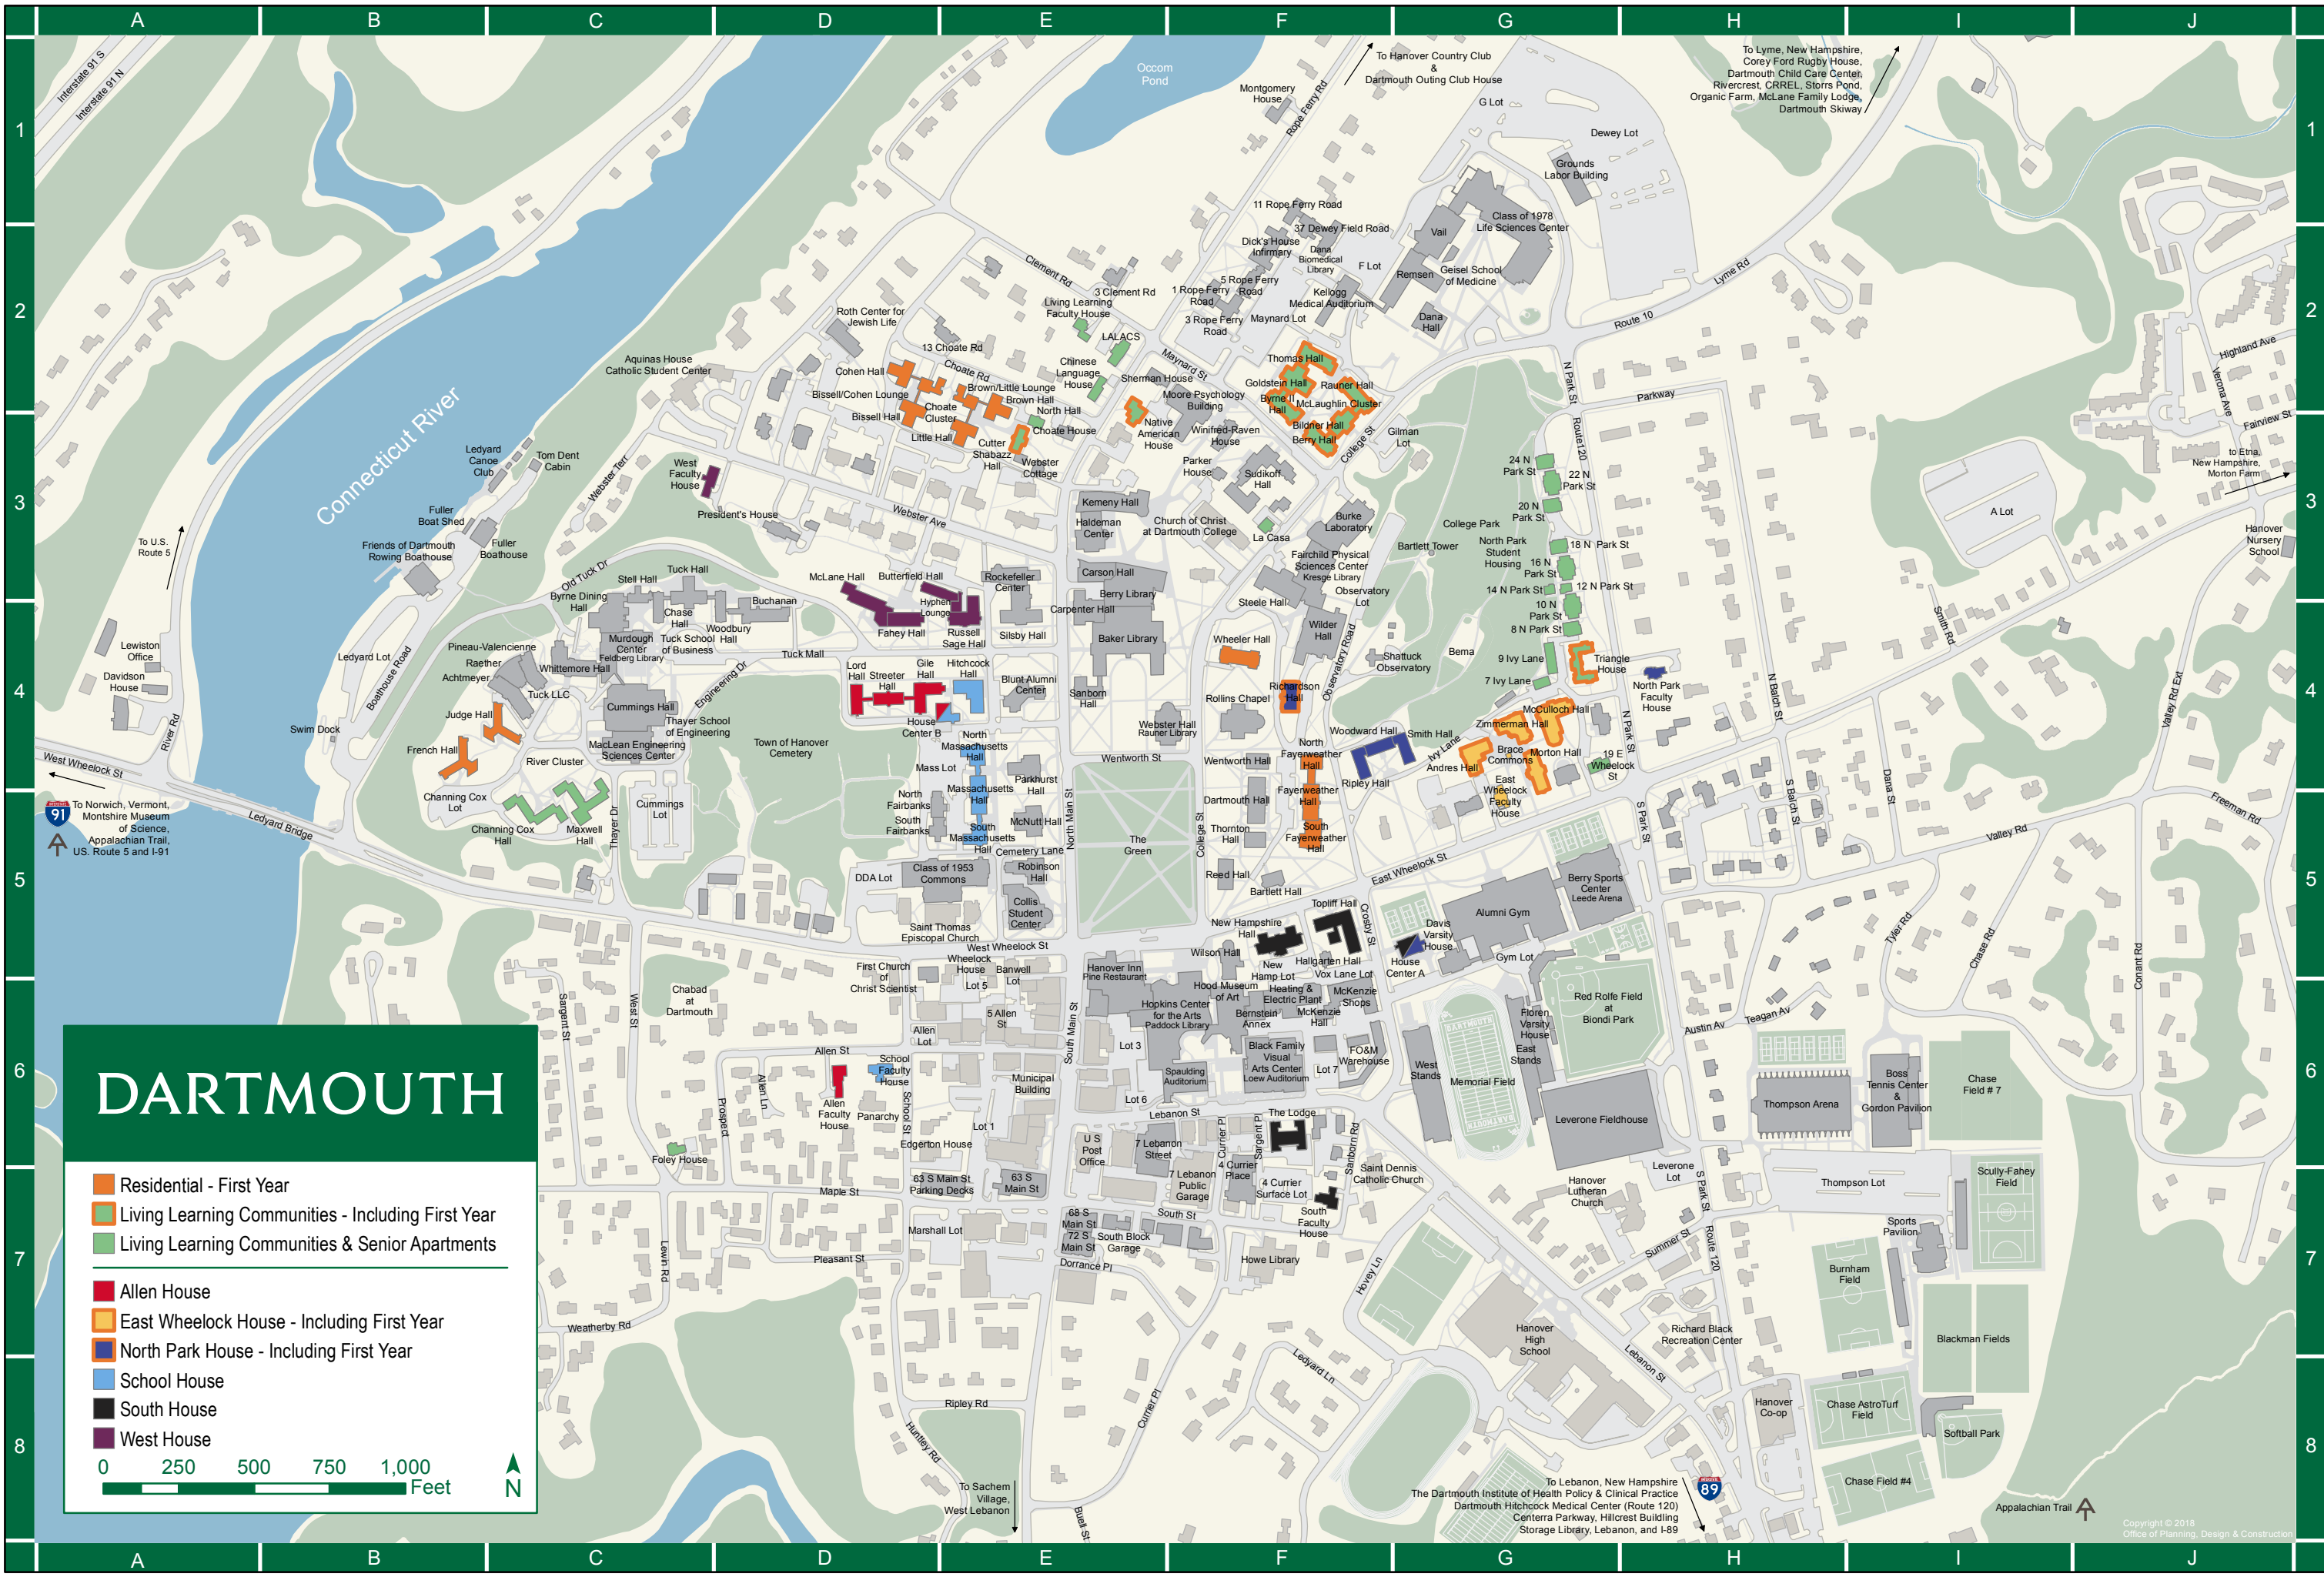 A B C D E F G H I J
1
2
3
4
5
6
7
8
Interstate 91 S
Interstate 91 N
Occom
Pond
Montgomery
House
Rope Ferry Rd
To Hanover Country Club
&
Dartmouth Outing Club House
G Lot
Dewey Lot
Grounds
Labor Building
To Lyme, New Hampshire,
Corey Ford Rugby House,
Dartmouth Child Care Center,
Rivercrest, CRREL, Storrs Pond,
Organic Farm, McLane Family Lodge,
Dartmouth Skiway
11 Rope Ferry Road
37 Dewey Field Road
Dick's House
Infirmary
Dana
Biomedical
Library
F Lot
Vail
Class of 1978
Life Sciences Center
Remsen
Geisel School
of Medicine
5 Rope Ferry
Road
1 Rope Ferry
Road
3 Rope Ferry
Road
Kellogg
Medical Auditorium
Maynard Lot
Dana
Hall
Lyme Rd
Route 10
Clement Rd
3 Clement Rd
Living Learning
Faculty House
LALACS
Chinese
Language
House
Maynard St
Sherman House
Moore Psychology
Building
Roth Center for
Jewish Life
13 Choate Rd
Choate Rd
Aquinas House
Catholic Student Center
Cohen Hall
Bissell/Cohen Lounge
Bissell Hall
Choate
Cluster
Little Hall
Brown/Little Lounge
Brown Hall
North Hall
Choate House
Cutter
Shabazz
Hall
Webster
Cottage
Native
American
House
Winifred-Raven
House
Parker
House
Sudikoff
Hall
Thomas Hall
Goldstein Hall
Rauner Hall
Byrne II
Hall
McLaughlin Cluster
Bildner Hall
Berry Hall
College St
Gilman
Lot
N Park St
Route120
Parkway
Highland Ave
Verona Ave
Fairview St
to Etna,
New Hampshire,
Morton Farm
Connecticut River
Ledyard
Canoe
Club
Tom Dent
Cabin
Webster Terr
West
Faculty
House
President's House
Webster Ave
Fuller
Boat Shed
Fuller
Boathouse
Friends of Dartmouth
Rowing Boathouse
To U.S.
Route 5
Kemeny Hall
Haldeman
Center
Church of Christ
at Dartmouth College
La Casa
Burke
Laboratory
Fairchild Physical
Sciences Center
Kresge Library
Bartlett Tower
College Park
North Park
Student
Housing
24 N
Park St
22 N
Park St
20 N
Park St
18 N Park St
16 N
Park St
14 N Park St
12 N Park St
10 N
Park St
8 N Park St
A Lot
Hanover
Nursery
School
Old Tuck Dr
Stell Hall
Tuck Hall
Byrne Dining
Hall
Chase
Hall
Buchanan
Woodbury
Hall
Murdough
Center
Feldberg Library
Tuck School
of Business
Pineau-Valencienne
Raether
Achtmeyer
Whittemore Hall
Tuck LLC
Tuck Mall
Engineering Dr
McLane Hall
Butterfield Hall
Hyphen
Lounge
Fahey Hall
Russell
Sage Hall
Rockefeller
Center
Silsby Hall
Carson Hall
Berry Library
Carpenter Hall
Baker Library
Steele Hall
Observatory
Lot
Wilder
Hall
Wheeler Hall
Observatory Road
Shattuck
Observatory
Bema
9 Ivy Lane
7 Ivy Lane
Triangle
House
North Park
Faculty
House
N Balch St
Smith Rd
Valley Rd Ext
Lewiston
Office
Davidson
House
River Rd
Ledyard Lot
Boathouse Road
Swim Dock
Judge Hall
French Hall
River Cluster
Cummings Hall
Thayer School
of Engineering
MacLean Engineering
Sciences Center
Town of Hanover
Cemetery
Lord
Hall
Streeter
Hall
Gile
Hall
Hitchcock
Hall
House
Center B
Blunt Alumni
Center
Sanborn
Hall
Webster Hall
Rauner Library
Rollins Chapel
Richardson
Hall
North
Massachusetts
Hall
Mass Lot
Massachusetts
Hall
South
Massachusetts
Hall
North
Fairbanks
South
Fairbanks
Parkhurst
Hall
McNutt Hall
Cemetery Lane
Robinson
Hall
North Main St
Wentworth St
The
Green
College St
Wentworth Hall
Dartmouth Hall
Thornton
Hall
Reed Hall
Bartlett Hall
North
Fayerweather
Hall
Fayerweather
Hall
South
Fayerweather
Hall
Woodward Hall
Smith Hall
Ripley Hall
Ivy Lane
Andres Hall
Zimmerman Hall
McCulloch Hall
Brace
Commons
Morton Hall
East
Wheelock
Faculty
House
19 E
Wheelock
St
N Park St
S Park St
S Balch St
Dana St
Valley Rd
Freeman Rd
West Wheelock St
91
To Norwich, Vermont,
Montshire Museum
of Science,
Appalachian Trail,
US. Route 5 and I-91
Ledyard Bridge
Channing Cox
Lot
Channing Cox
Hall
Maxwell
Hall
Thayer Dr
Cummings
Lot
DDA Lot
Class of 1953
Commons
Collis
Student
Center
Saint Thomas
Episcopal Church
West Wheelock St
East Wheelock St
Berry Sports
Center
Leede Arena
Alumni Gym
Davis
Varsity
House
House
Center A
Gym Lot
Crosby St
Topliff Hall
New Hampshire
Hall
Wilson Hall
New
Hamp Lot
Hallgarten Hall
Vox Lane Lot
Hood Museum
of Art
Heating &
Electric Plant
McKenzie
Shops
Bernstein
Annex
McKenzie
Hall
Hanover Inn
Pine Restaurant
Hopkins Center
for the Arts
Paddock Library
Black Family
Visual
Arts Center
Loew Auditorium
FO&M
Warehouse
Lot 7
Spaulding
Auditorium
Lot 3
Lot 6
Lebanon St
South Main St
First Church
of
Christ Scientist
Wheelock
House
Lot 5
Banwell
Lot
5 Allen
St
Allen
Lot
Allen St
Chabad
at
Dartmouth
Sargent St
West St
Allen Ln
Prospect
School
Faculty
House
Allen
Faculty
House
Panarchy
School St
Edgerton House
Lot 1
Municipal
Building
Foley House
63 S Main St
Parking Decks
63 S
Main St
Maple St
Marshall Lot
Pleasant St
Lewin Rd
Weatherby Rd
U S
Post
Office
7 Lebanon
Street
Currier Pl
Sargent Pl
The Lodge
Sanborn Rd
4 Currier
Place
7 Lebanon
Public
Garage
4 Currier
Surface Lot
Saint Dennis
Catholic Church
South
Faculty
House
68 S
Main St
72 S
Main St
South St
South Block
Garage
Dorrance Pl
Howe Library
Hovey Ln
West
Stands
DARTMOUTH
Memorial Field
DARTMOUTH
East
Stands
Floren
Varsity
House
Red Rolfe Field
at
Biondi Park
Leverone Fieldhouse
Leverone
Lot
Hanover
Lutheran
Church
Austin Av
Teagan Av
Tyler Rd
Chase Rd
Conant Rd
Thompson Arena
Boss
Tennis Center
&
Gordon Pavilion
Chase
Field # 7
Thompson Lot
Scully-Fahey
Field
Sports
Pavilion
Burnham
Field
Blackman Fields
S Park St
Route 120
Summer St
Richard Black
Recreation Center
Hanover
High
School
Lebanon St
Hanover
Co-op
Chase AstroTurf
Field
Softball Park
Chase Field #4
Ledyard Ln
Currier Pl
Ripley Rd
Huntley Rd
Buell St
To Sachem
Village,
West Lebanon
To Lebanon, New Hampshire
The Dartmouth Institute of Health Policy & Clinical Practice
Dartmouth Hitchcock Medical Center (Route 120)
Centerra Parkway, Hillcrest Building
Storage Library, Lebanon, and I-89
89
Appalachian Trail
Copyright © 2018
Office of Planning, Design & Construction
DARTMOUTH
Residential - First Year
Living Learning Communities - Including First Year
Living Learning Communities & Senior Apartments
Allen House
East Wheelock House - Including First Year
North Park House - Including First Year
School House
South House
West House
0 250 500 750 1,000
Feet
N
1
2
3
4
5
6
7
8
A B C D E F G H I J